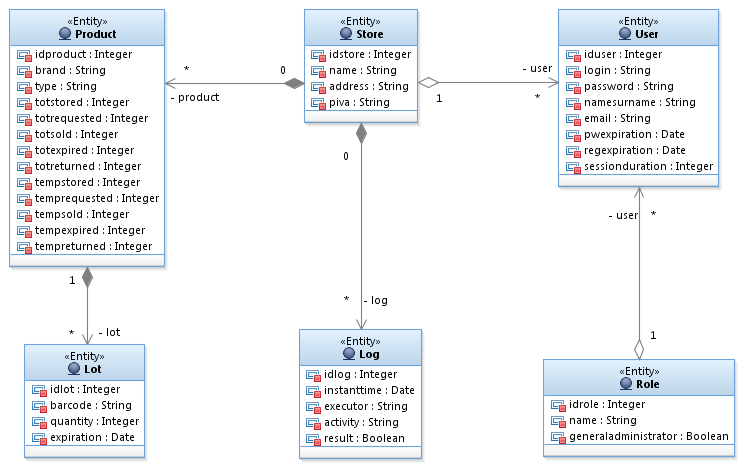 «Entity»
Product
idproduct : Integer
brand : String
type : String
totstored : Integer
totrequested : Integer
totsold : Integer
totexpired : Integer
totreturned : Integer
tempstored : Integer
temprequested : Integer
tempsold : Integer
tempexpired : Integer
tempreturned : Integer
*
0
- product
«Entity»
Store
idstore : Integer
name : String
address : String
piva : String
- user
1
*
«Entity»
User
iduser : Integer
login : String
password : String
namesurname : String
email : String
pwexpiration : Date
regexpiration : Date
sessionduration : Integer
0
- user
*
1
* - lot
* - log
1
«Entity»
Lot
idlot : Integer
barcode : String
quantity : Integer
expiration : Date
«Entity»
Log
idlog : Integer
instanttime : Date
executor : String
activity : String
result : Boolean
«Entity»
Role
idrole : Integer
name : String
generaladministrator : Boolean